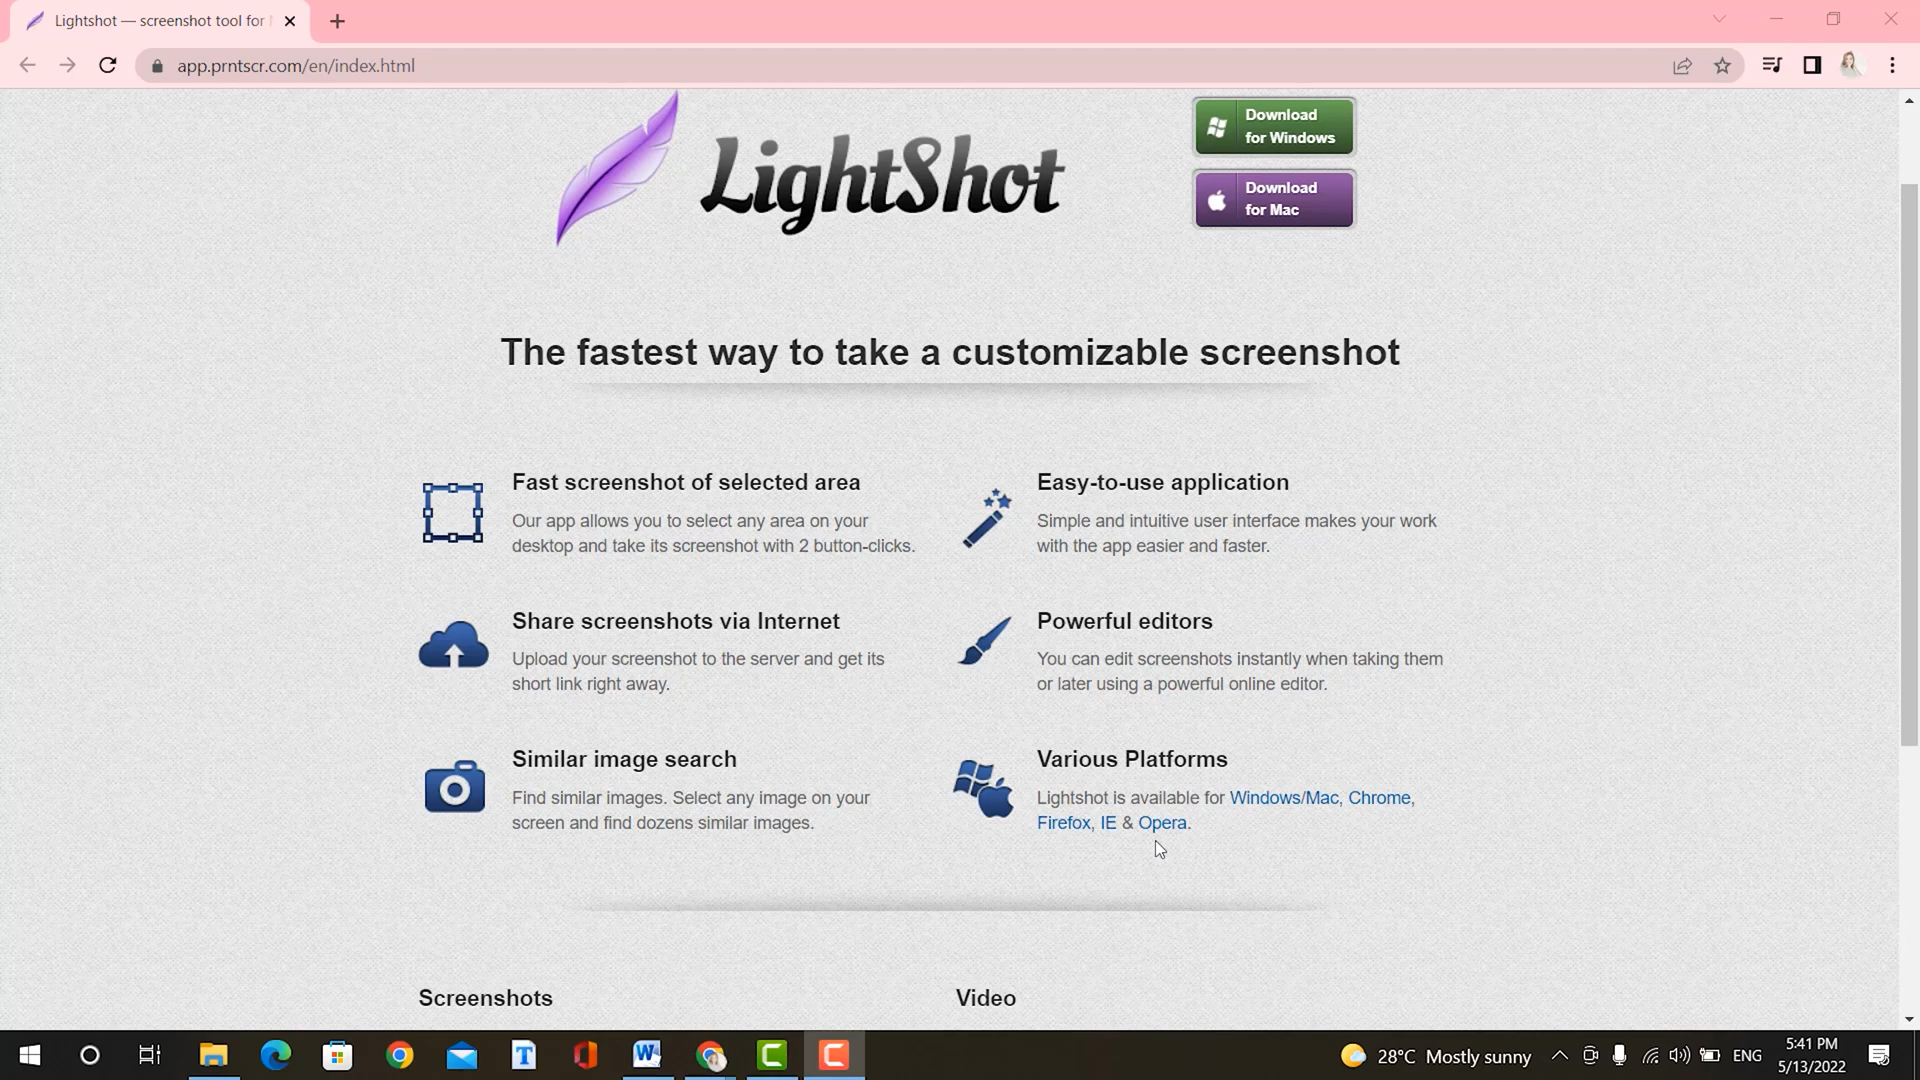 Lightshot — screenshot tool for
app.prntscr.com/en/index.html
LightShot
Download
for Windows
Download
for Mac
The fastest way to take a customizable screenshot
Fast screenshot of selected area
Our app allows you to select any area on your
desktop and take its screenshot with 2 button-clicks.
Easy-to-use application
Simple and intuitive user interface makes your work
with the app easier and faster.
Share screenshots via Internet
Upload your screenshot to the server and get its
short link right away.
Powerful editors
You can edit screenshots instantly when taking them
or later using a powerful online editor.
Similar image search
Find similar images. Select any image on your
screen and find dozens similar images.
Various Platforms
Lightshot is available for Windows/Mac, Chrome,
Firefox, IE & Opera.
Screenshots
Video
28°C Mostly sunny
ENG
5:41 PM
5/13/2022